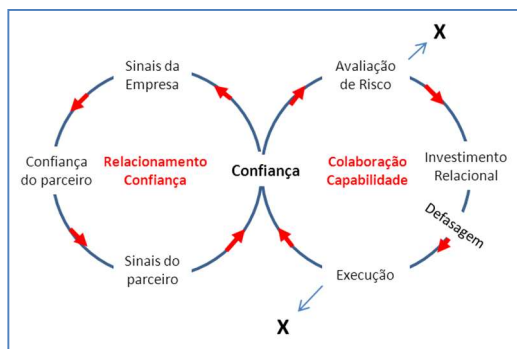 X
Sinais da
Empresa
Avaliação
de Risco
Confiança
do parceiro
Relacionamento
Confiança
Confiança
Colaboração
Capabilidade
Investimento
Relacional
Defasagem
Sinais do
parceiro
Execução
X